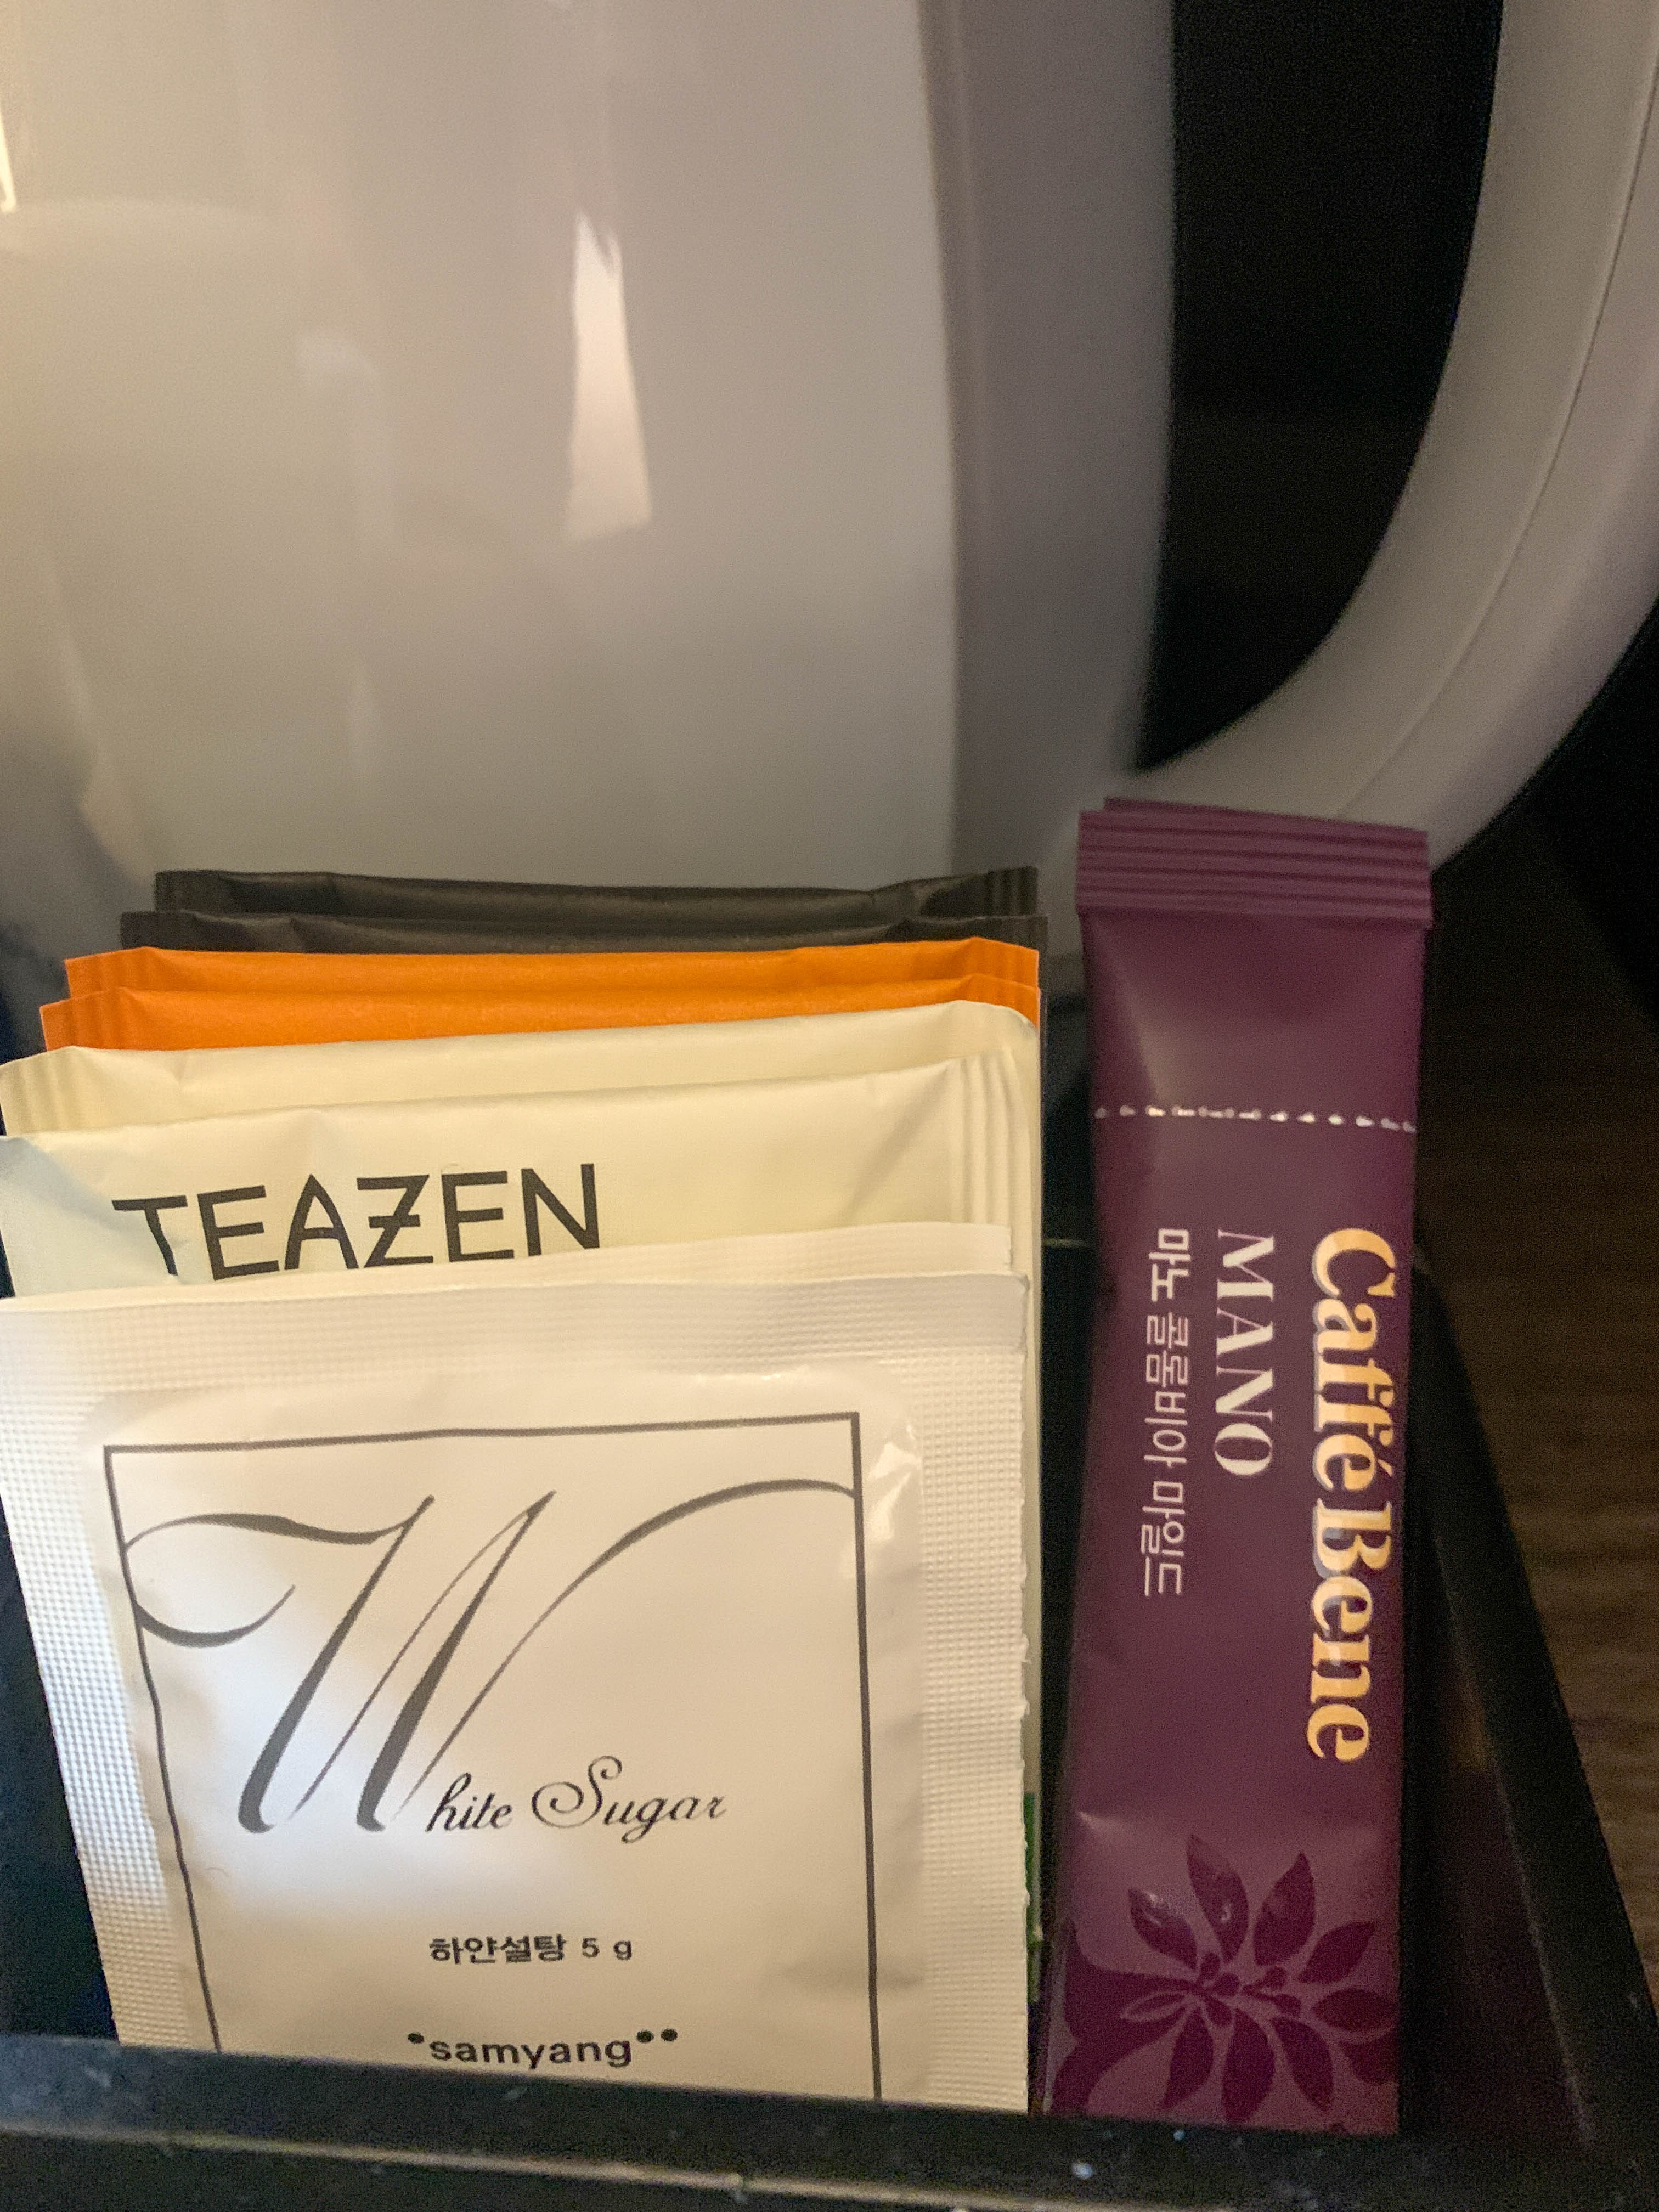 TEAZEN
White Sugar
하얀설탕 5 g
samyang
Caffé Bene
MANO
마노 콜롬비아 마일드